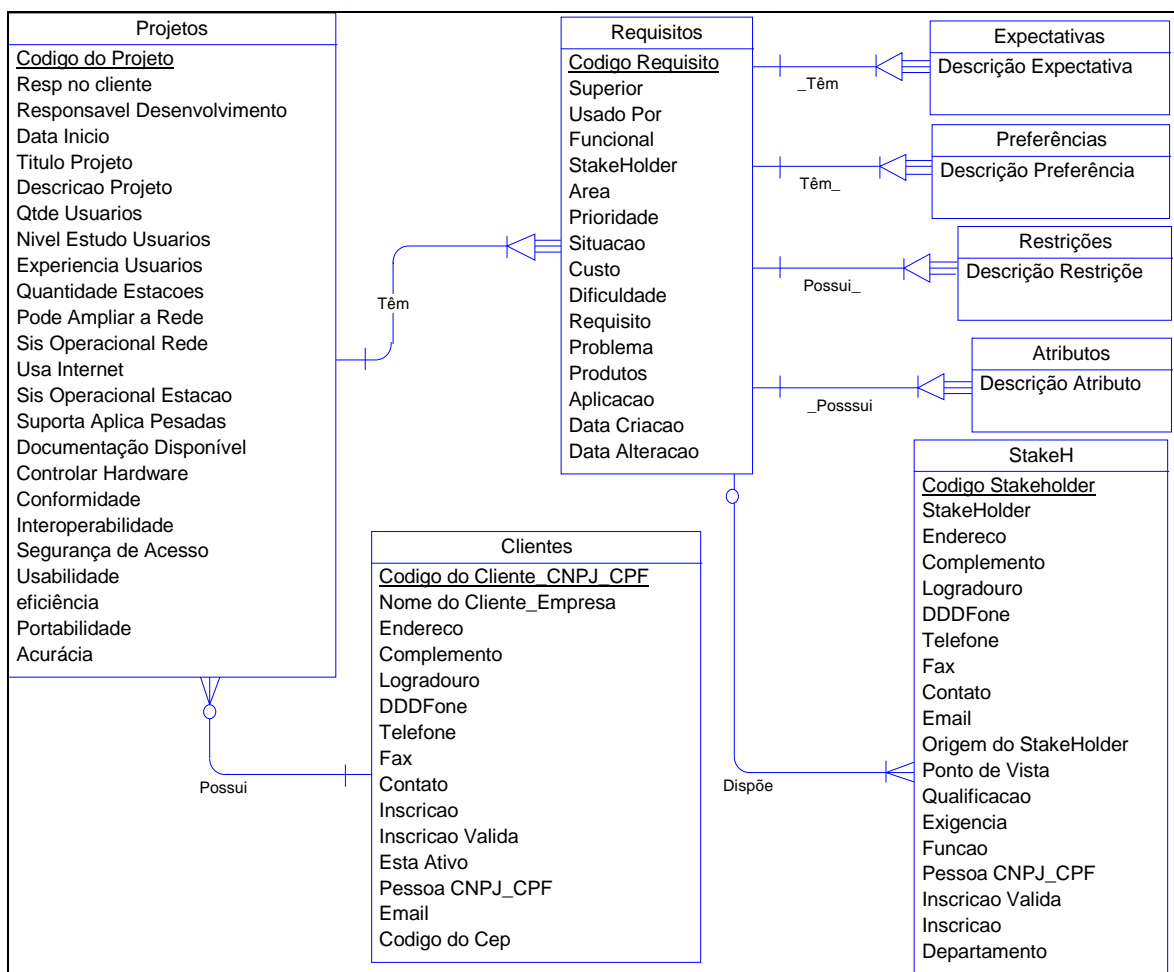 Projetos
Codigo do Projeto
Resp no cliente
Responsavel Desenvolvimento
Data Inicio
Titulo Projeto
Descricao Projeto
Qtde Usuarios
Nivel Estudo Usuarios
Experiencia Usuarios
Quantidade Estacoes
Pode Ampliar a Rede
Sis Operacional Rede
Usa Internet
Sis Operacional Estacao
Suporta Aplica Pesadas
Documentação Disponível
Controlar Hardware
Conformidade
Interoperabilidade
Segurança de Acesso
Usabilidade
eficiência
Portabilidade
Acurácia
Têm
Requisitos
Codigo Requisito
Superior
Usado Por
Funcional
StakeHolder
Area
Prioridade
Situacao
Custo
Dificuldade
Requisito
Problema
Produtos
Aplicacao
Data Criacao
Data Alteracao
_Têm
Expectativas
Descrição Expectativa
Têm_
Preferências
Descrição Preferência
Possui_
Restrições
Descrição Restriçõe
_Posssui
Atributos
Descrição Atributo
Possui
Clientes
Codigo do Cliente_CNPJ_CPF
Nome do Cliente_Empresa
Endereco
Complemento
Logradouro
DDDFone
Telefone
Fax
Contato
Inscricao
Inscricao Valida
Esta Ativo
Pessoa CNPJ_CPF
Email
Codigo do Cep
Dispõe
StakeH
Codigo Stakeholder
StakeHolder
Endereco
Complemento
Logradouro
DDDFone
Telefone
Fax
Contato
Email
Origem do StakeHolder
Ponto de Vista
Qualificacao
Exigencia
Funcao
Pessoa CNPJ_CPF
Inscricao Valida
Inscricao
Departamento